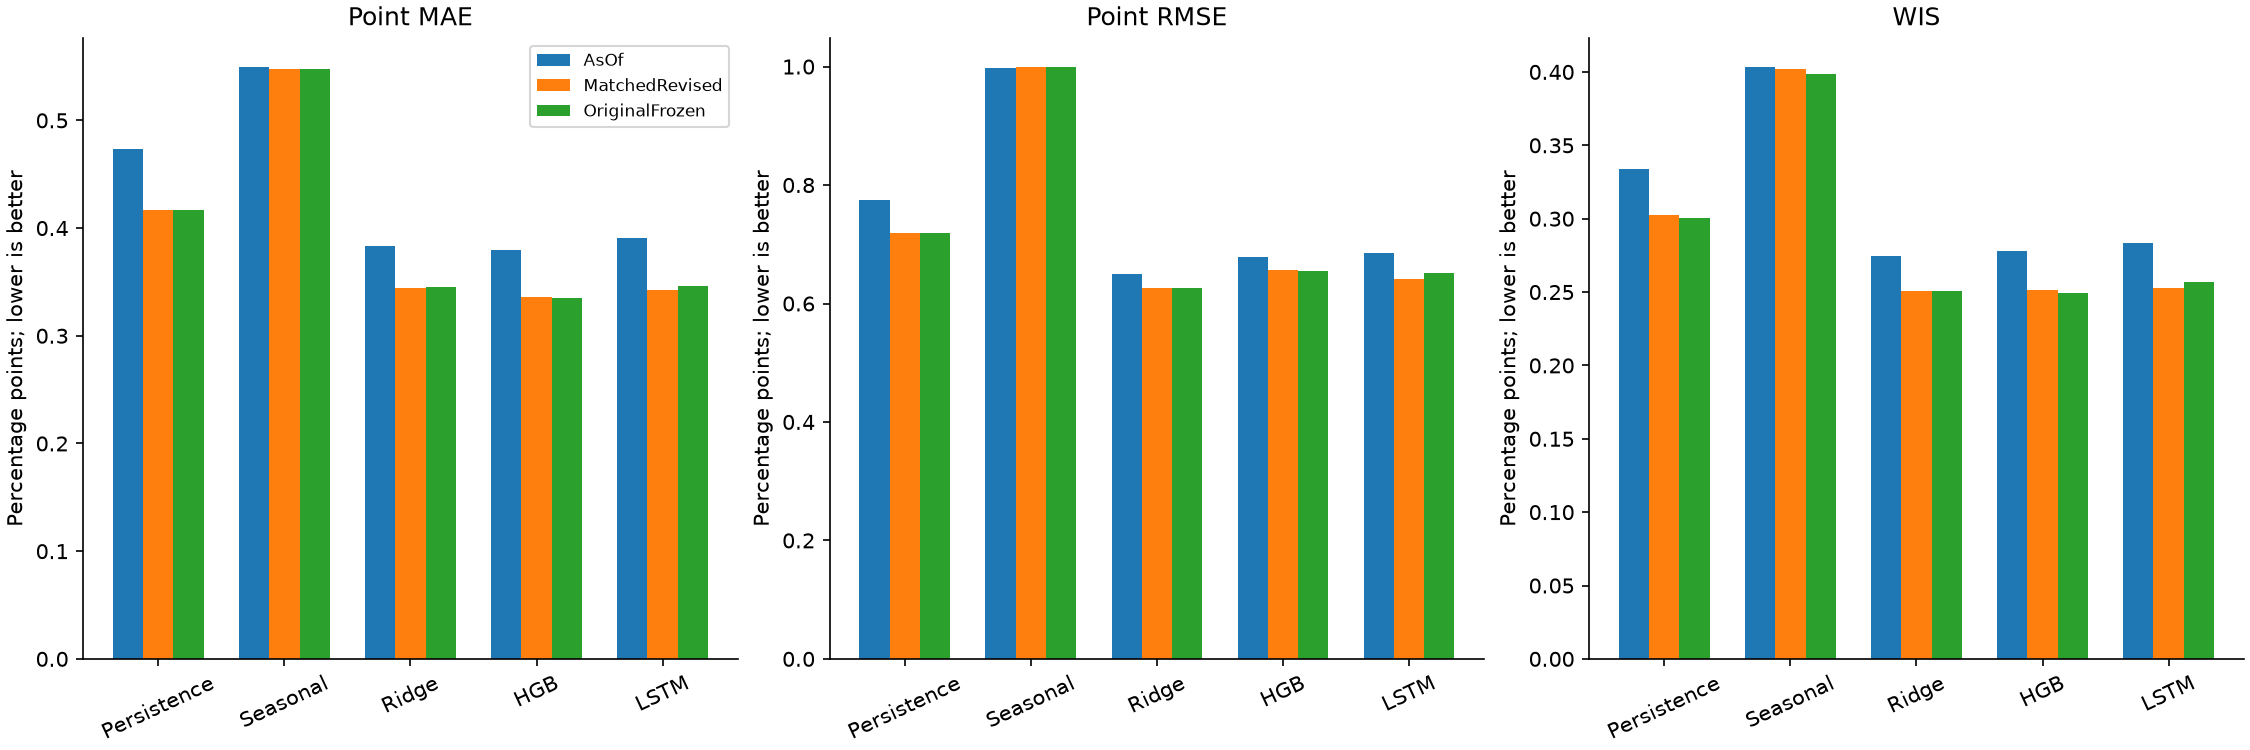 Point MAE
Percentage points; lower is better
0.5
0.4
0.3
0.2
0.1
0.0
AsOf
MatchedRevised
OriginalFrozen
Persistence
Seasonal
Ridge
HGB
LSTM
Point RMSE
Percentage points; lower is better
1.0
0.8
0.6
0.4
0.2
0.0
Persistence
Seasonal
Ridge
HGB
LSTM
WIS
Percentage points; lower is better
0.40
0.35
0.30
0.25
0.20
0.15
0.10
0.05
0.00
Persistence
Seasonal
Ridge
HGB
LSTM